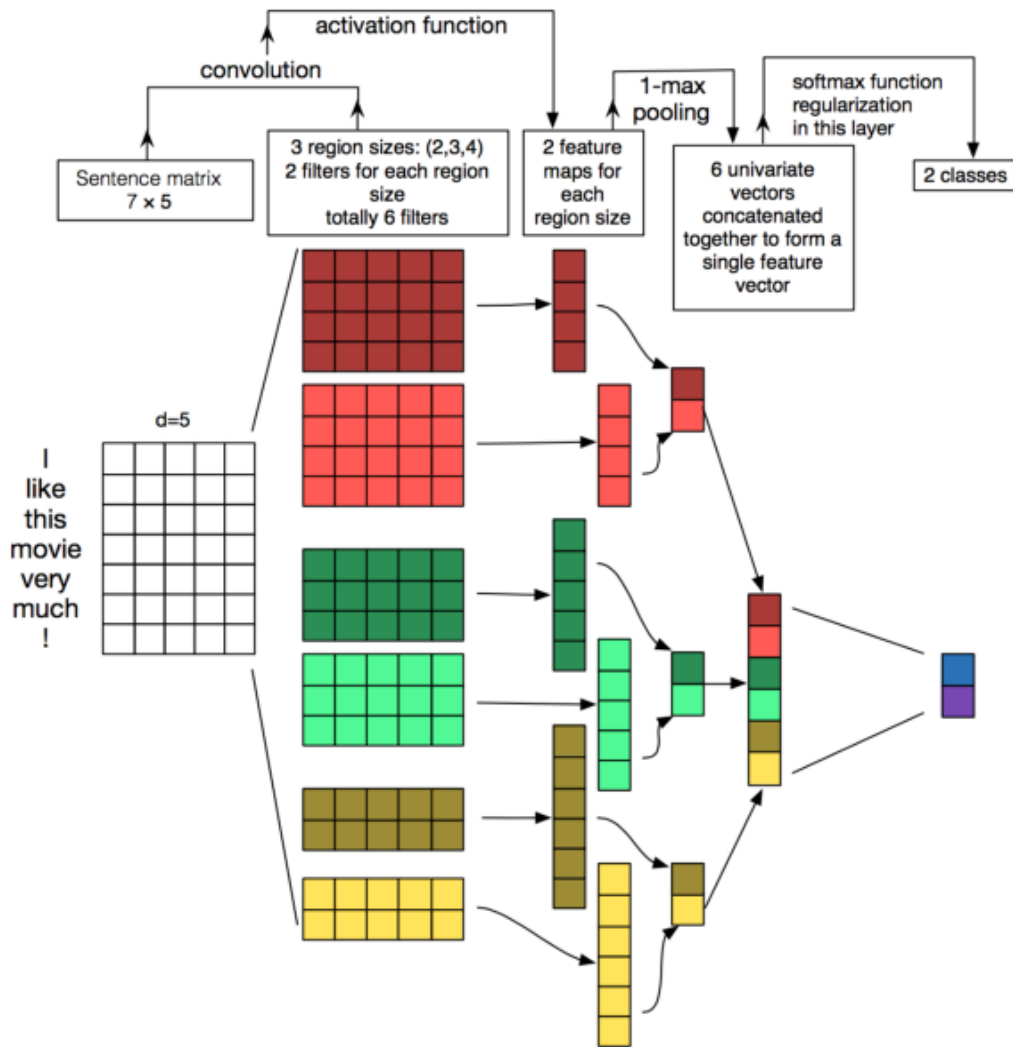 activation function
convolution
1-max
pooling
softmax function
regularization
in this layer
Sentence matrix
7 × 5
3 region sizes: (2,3,4)
2 filters for each region
size
totally 6 filters
2 feature
maps for
each
region size
6 univariate
vectors
concatenated
together to form a
single feature
vector
2 classes
d=5
I
like
this
movie
very
much
!